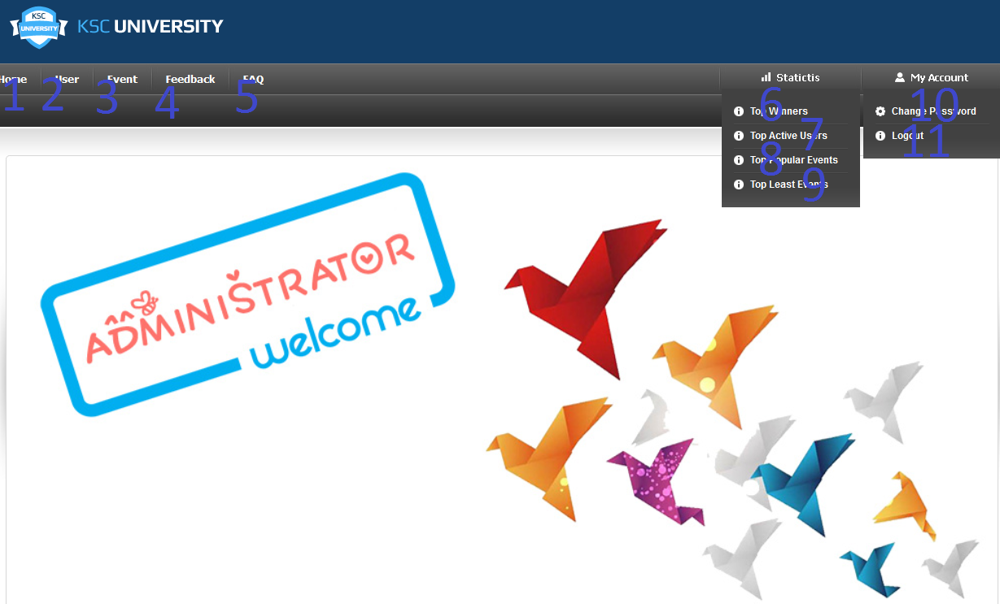 KSC
UNIVERSITY
KSC UNIVERSITY
Home User Event Feedback FAQ Statictis My Account
1 2 3 4 5 6 10
Top Winners Change Password
7 11
Top Active Users Logout
8
Top Popular Events
9
Top Least Events
ADMINISTRATOR
welcome